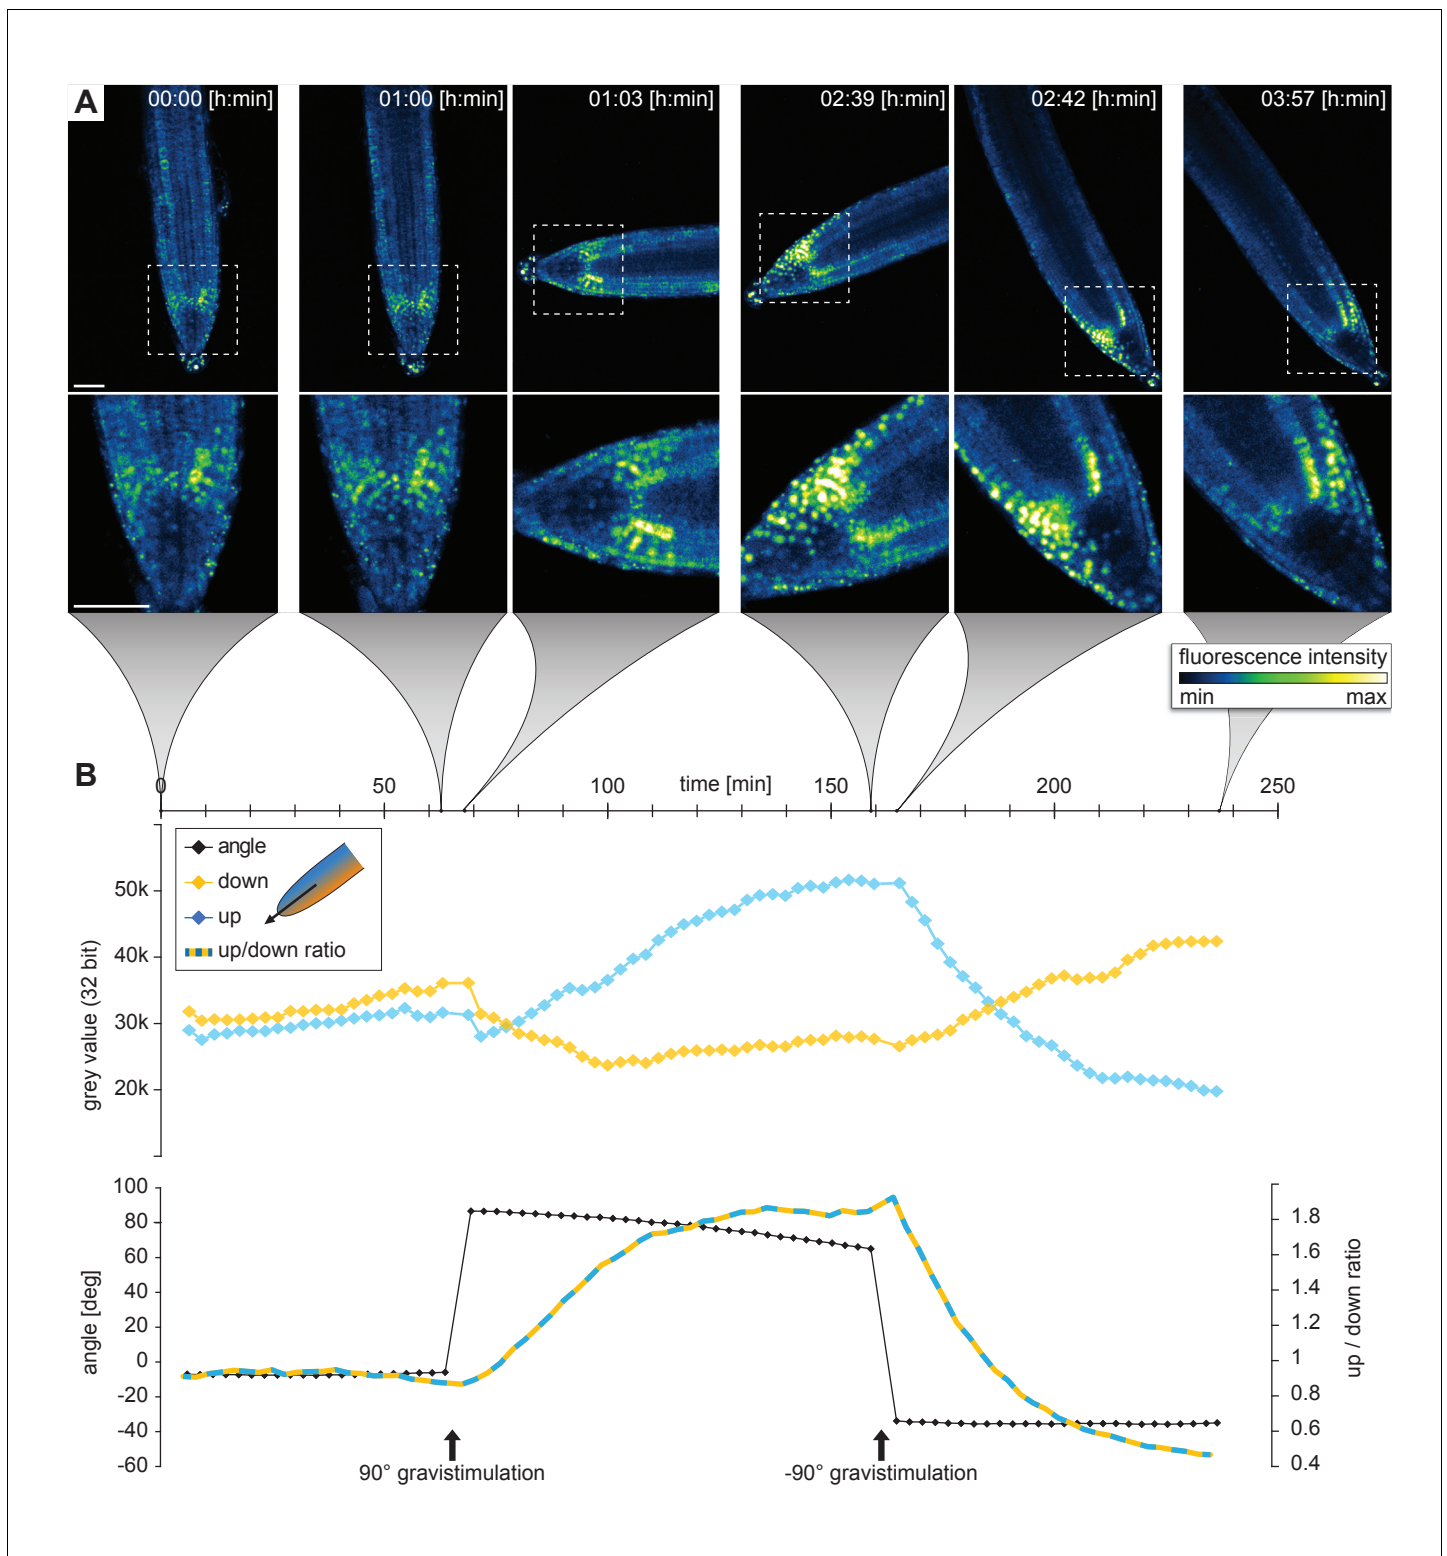 A
00:00 [h:min]
01:00 [h:min]
01:03 [h:min]
02:39 [h:min]
02:42 [h:min]
03:57 [h:min]
fluorescence intensity
min max
B
0 50 100 time [min] 150 200 250
angle
down
up
up/down ratio
grey value (32 bit)
50k
40k
30k
20k
angle [deg]
100
80
60
40
20
0
-20
-40
-60
1.8
1.6
1.4
1.2
1
0.8
0.6
0.4
up / down ratio
90° gravistimulation
-90° gravistimulation